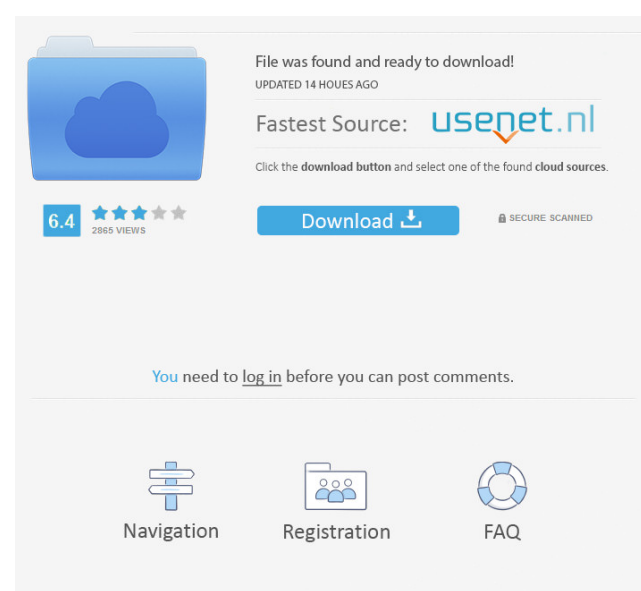 File was found and ready to download!
UPDATED 14 HOUES AGO
Fastest Source: usenet.nl
Click the download button and select one of the found cloud sources.
6.4
2865 VIEWS
Download
SECURE SCANNED
You need to log in before you can post comments.
Navigation
Registration
FAQ